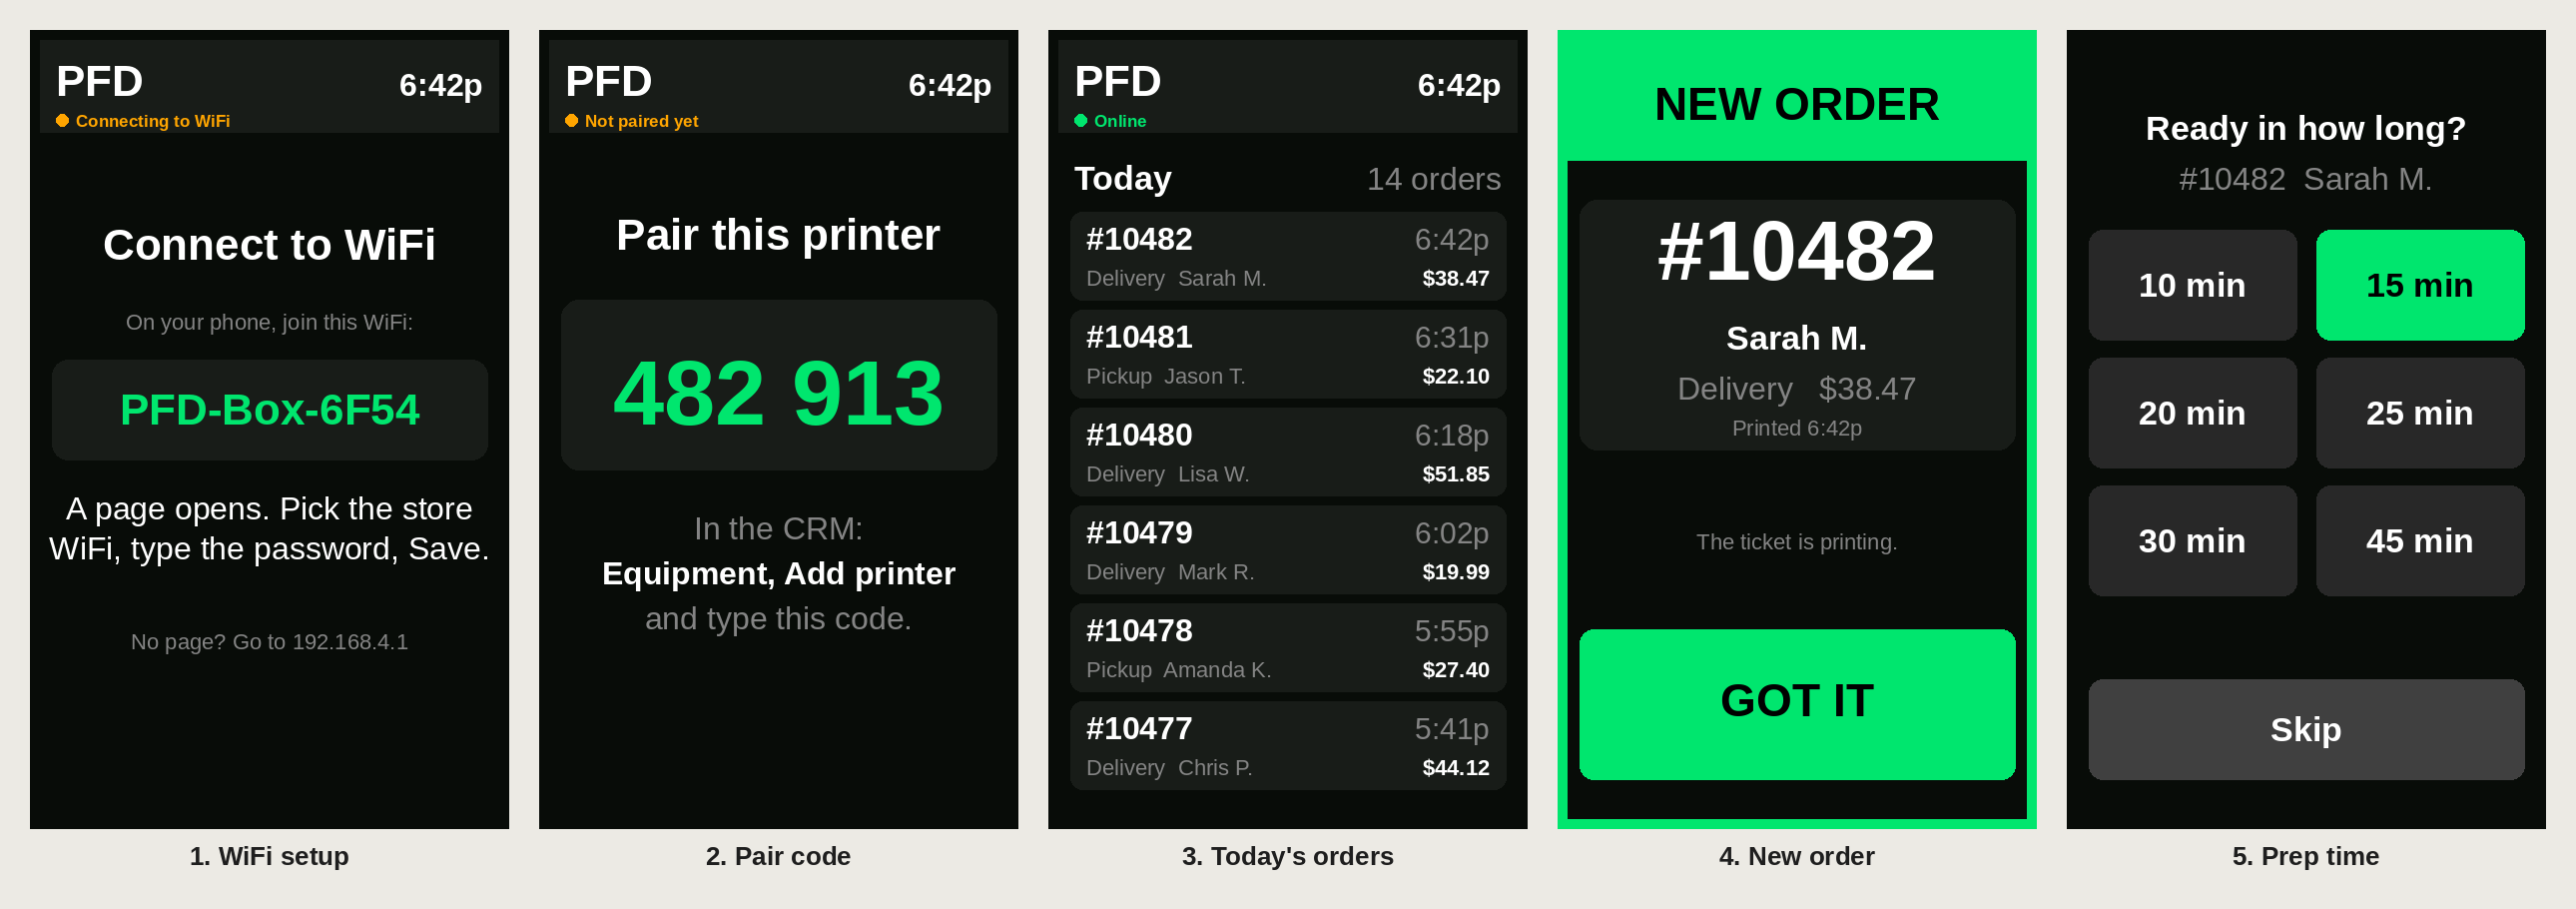 PFD
6:42p
Connecting to WiFi
Connect to WiFi
On your phone, join this WiFi:
PFD-Box-6F54
A page opens. Pick the store
WiFi, type the password, Save.
No page? Go to 192.168.4.1
1. WiFi setup
PFD
6:42p
Not paired yet
Pair this printer
482 913
In the CRM:
Equipment, Add printer
and type this code.
2. Pair code
PFD
6:42p
Online
Today 14 orders
#10482 6:42p
Delivery Sarah M. $38.47
#10481 6:31p
Pickup Jason T. $22.10
#10480 6:18p
Delivery Lisa W. $51.85
#10479 6:02p
Delivery Mark R. $19.99
#10478 5:55p
Pickup Amanda K. $27.40
#10477 5:41p
Delivery Chris P. $44.12
3. Today's orders
NEW ORDER
#10482
Sarah M.
Delivery $38.47
Printed 6:42p
The ticket is printing.
GOT IT
4. New order
Ready in how long?
#10482 Sarah M.
10 min 15 min
20 min 25 min
30 min 45 min
Skip
5. Prep time